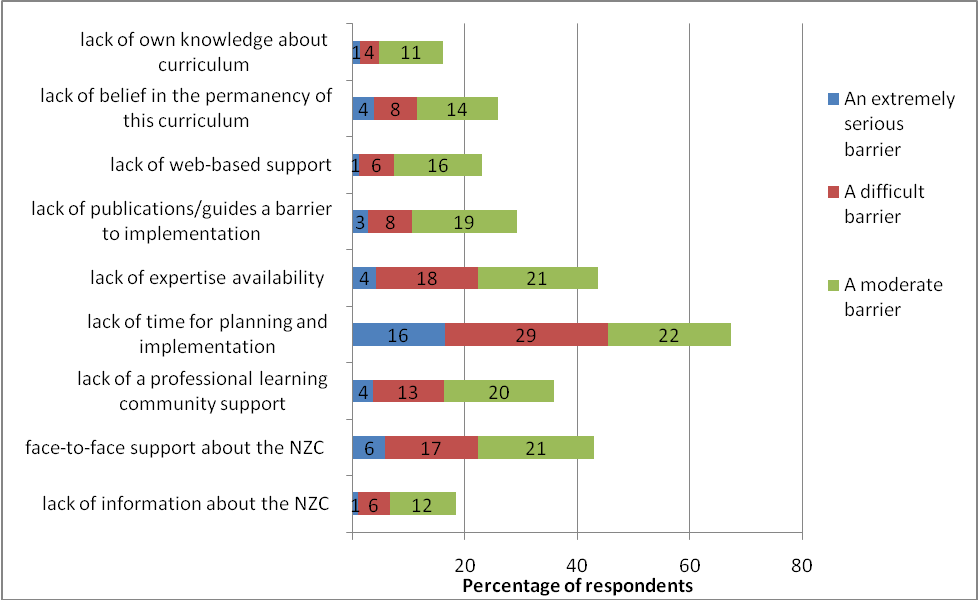 lack of own knowledge about
curriculum
1 4 11
lack of belief in the permanency of
this curriculum
4 8 14
lack of web-based support
1 6 16
lack of publications/guides a barrier
to implementation
3 8 19
lack of expertise availability
4 18 21
lack of time for planning and
implementation
16 29 22
lack of a professional learning
community support
4 13 20
face-to-face support about the NZC
6 17 21
lack of information about the NZC
1 6 12
20 40 60 80
Percentage of respondents
An extremely
serious
barrier
A difficult
barrier
A moderate
barrier